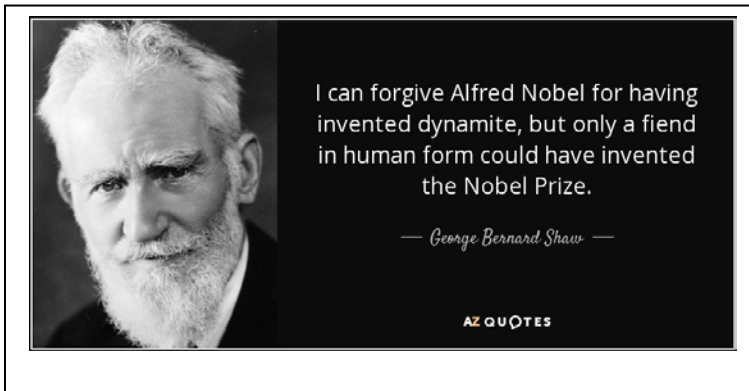 I can forgive Alfred Nobel for having
invented dynamite, but only a fiend
in human form could have invented
the Nobel Prize.
— George Bernard Shaw —
AZ QUOTES